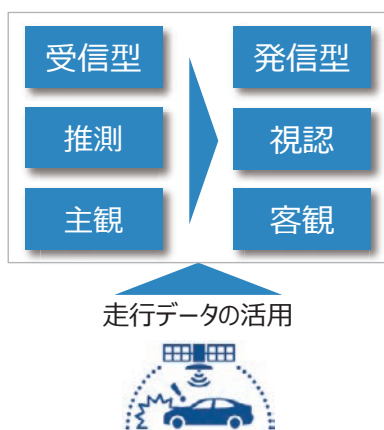 受信型
発信型
推測
視認
主観
客観
走行データの活用